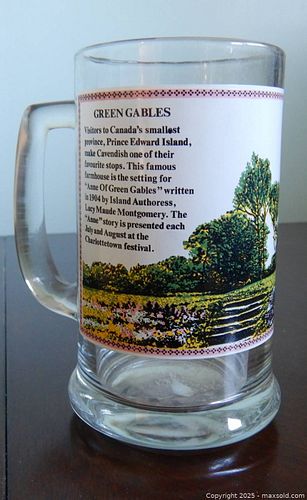 GREEN GABLES
Visitors to Canada's smallest
province, Prince Edward Island,
make Cavendish one of their
favourite stops. This famous
farmhouse is the setting for
"Anne Of Green Gables" written
in 1904 by Island Authoress,
Lucy Maude Montgomery. The
"Anne" story is presented each
July and August at the
Charlottetown festival.
Copyright © 2025 - maxsold.com